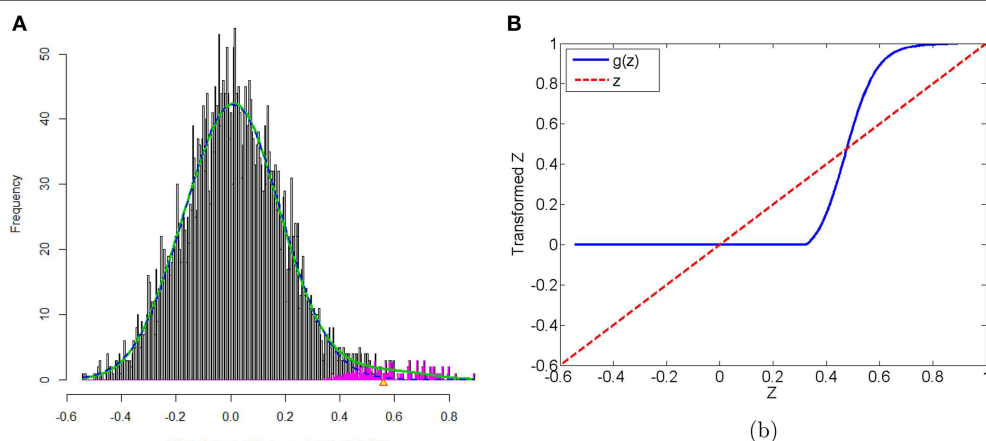 A
Frequency
50
40
30
20
10
0
-0.6 -0.4 -0.2 0.0 0.2 0.4 0.6 0.8
B
g(z)
z
Transformed Z
1
0.8
0.6
0.4
0.2
0
-0.2
-0.4
-0.6
-0.6 -0.4 -0.2 0 0.2 0.4 0.6 0.8 1
Z
(b)